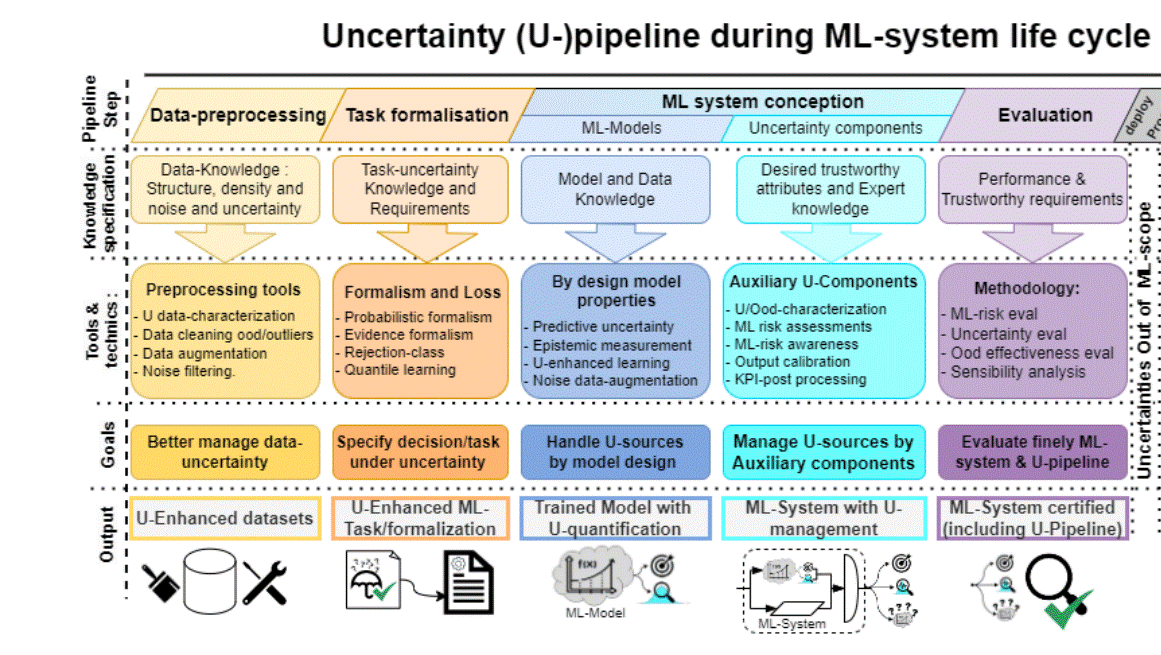 Uncertainty (U-)pipeline during ML-system life cycle
Pipeline
Step
Data-preprocessing
Task formalisation
ML system conception
ML-Models
Uncertainty components
Evaluation
deploy
Knowledge
specification
Data-Knowledge :
Structure, density and
noise and uncertainty
Task-uncertainty
Knowledge and
Requirements
Model and Data
Knowledge
Desired trustworthy
attributes and Expert
knowledge
Performance &
Trustworthy requirements
Tools &
technics :
Preprocessing tools
- U data-characterization
- Data cleaning ood/outliers
- Data augmentation
- Noise filtering.
Formalism and Loss
- Probabilistic formalism
- Evidence formalism
- Rejection-class
- Quantile learning
By design model
properties
- Predictive uncertainty
- Epistemic measurement
- U-enhanced learning
- Noise data-augmentation
Auxiliary U-Components
- U/Ood-characterization
- ML risk assessments
- ML-risk awareness
- Output calibration
- KPI-post processing
Methodology:
- ML-risk eval
- Uncertainty eval
- Ood effectiveness eval
- Sensibility analysis
Uncertainties Out of ML-scope
Goals
Better manage data-
uncertainty
Specify decision/task
under uncertainty
Handle U-sources
by model design
Manage U-sources by
Auxiliary components
Evaluate finely ML-
system & U-pipeline
Output
U-Enhanced datasets
U-Enhanced ML-
Task/formalization
Trained Model with
U-quantification
ML-System with U-
management
ML-System certified
(including U-Pipeline)
????
f(X)
ML-Model
ML-System
? ? ?